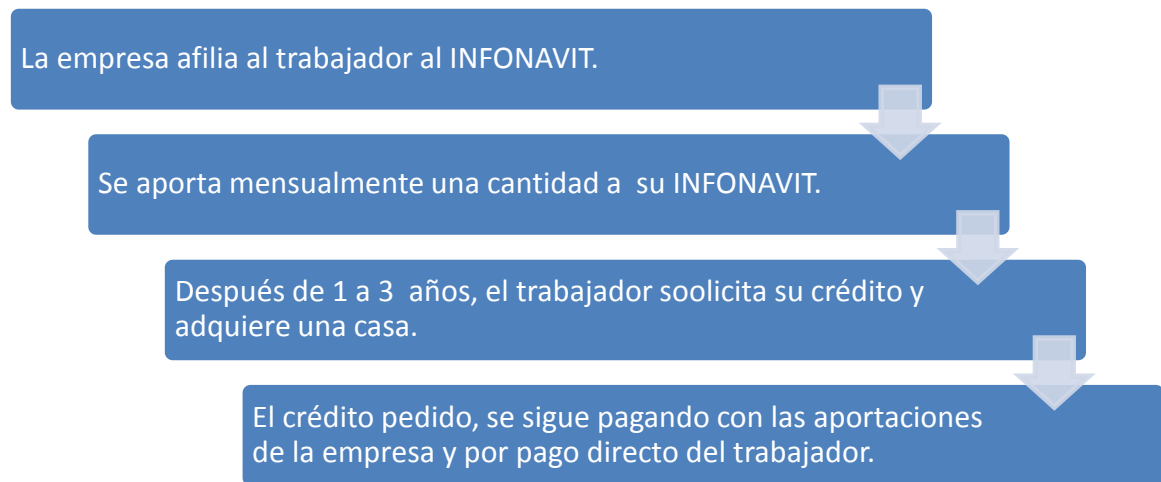 La empresa afilia al trabajador al INFONAVIT.
Se aporta mensualmente una cantidad a  su INFONAVIT.
Después de 1 a 3  años, el trabajador soolicita su crédito y
adquiere una casa.
El crédito pedido, se sigue pagando con las aportaciones
de la empresa y por pago directo del trabajador.